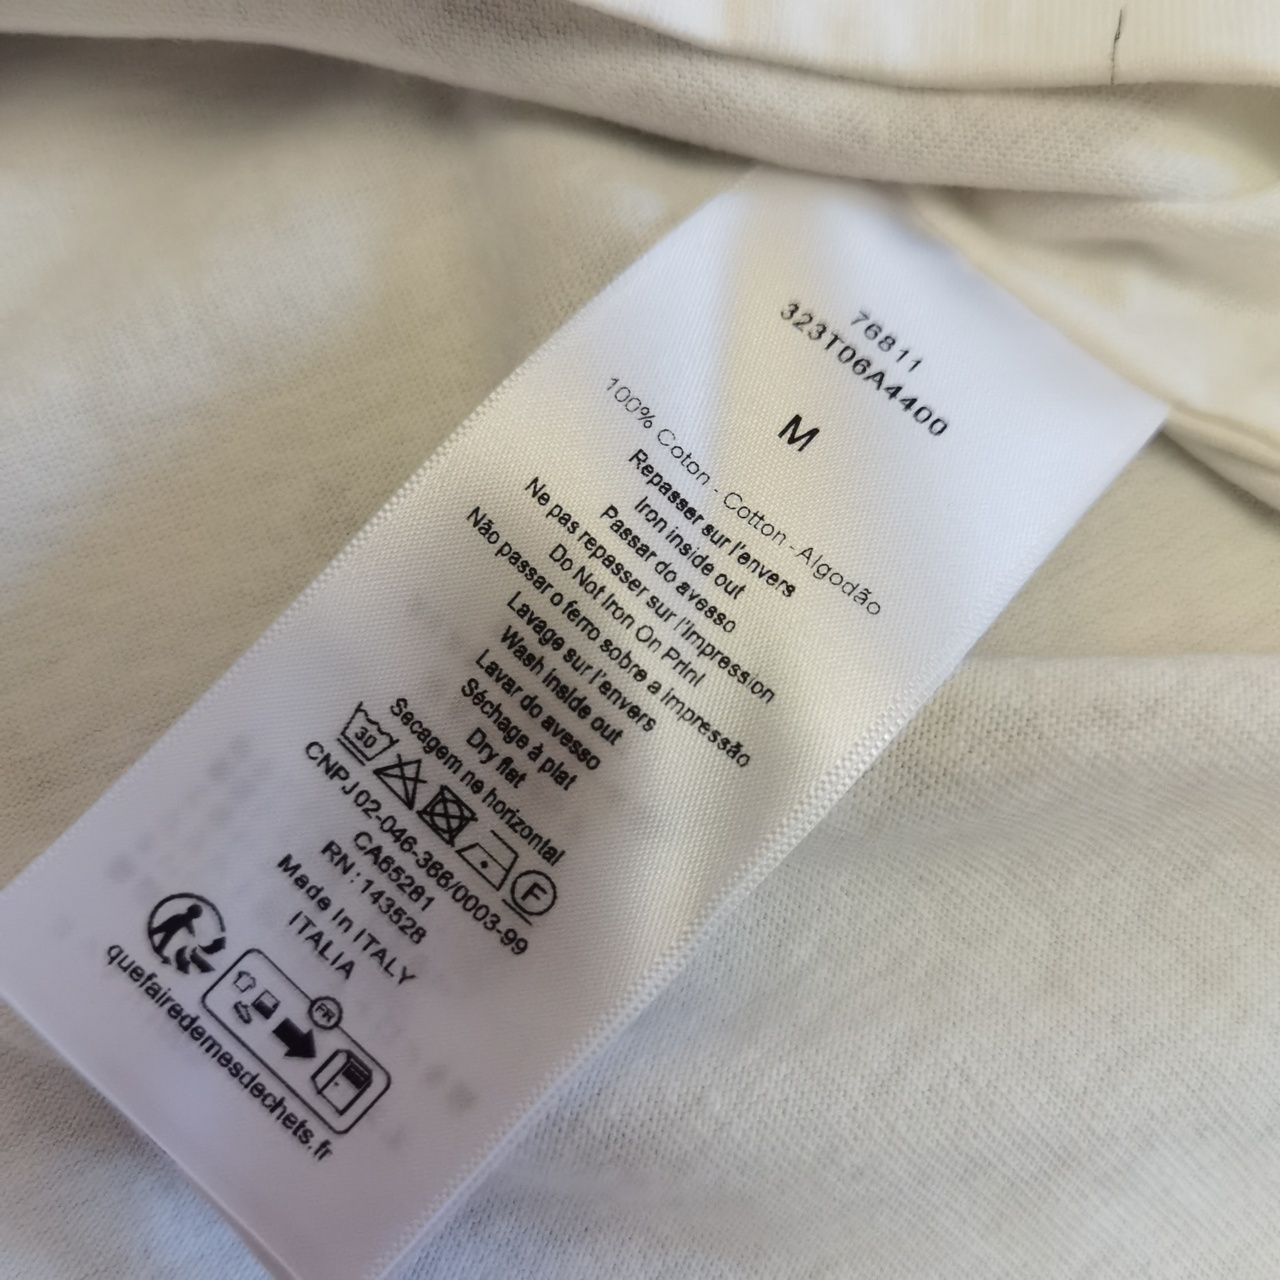 76811
323T06A4400
M
100% Coton - Cotton - Algodão
Repasser sur l'envers
Iron inside out
Passar do avesso
Ne pas repasser sur l'Impression
Do Not Iron On Print
Não passar o ferro sobre a impressão
Lavage sur l'envers
Wash inside out
Lavar do avesso
Séchage à plat
Dry flat
Secagem ne horizontal
30 F
CNPJ 02-046-366/0003-99
CA65281
RN : 143528
Made in ITALY
ITALIA
FR
quefairedemesdechets.fr